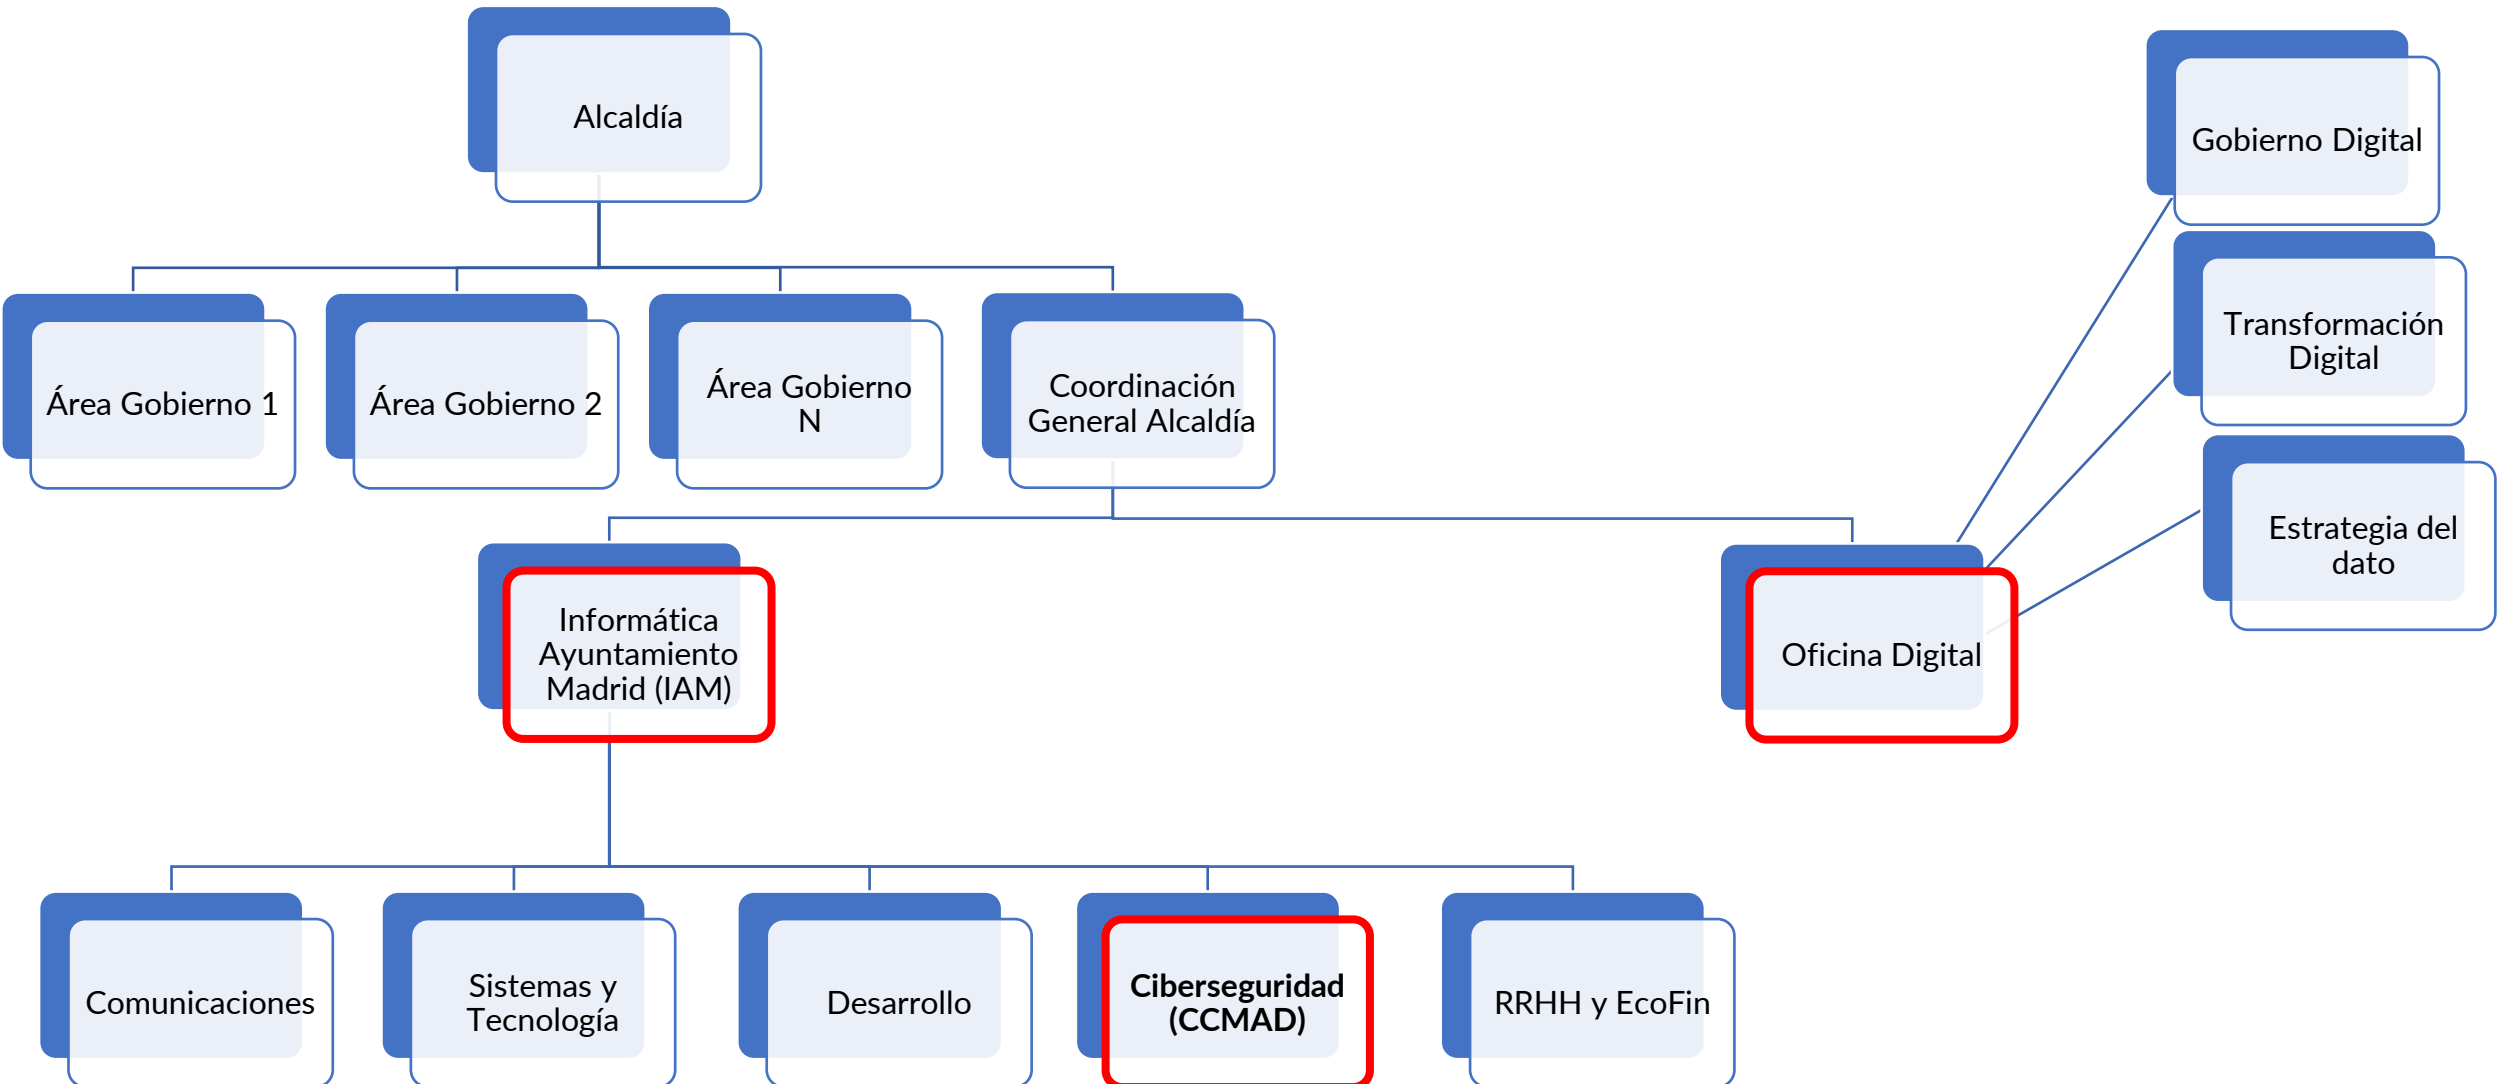 Alcaldía
Gobierno Digital
Transformación
Digital
Área Gobierno 1
Área Gobierno 2
Área Gobierno
N
Coordinación
General Alcaldía
Estrategia del
dato
Informática
Ayuntamiento
Madrid (IAM)
Oficina Digital
Comunicaciones
Sistemas y
Tecnología
Desarrollo
Ciberseguridad
(CCMAD)
RRHH y EcoFin